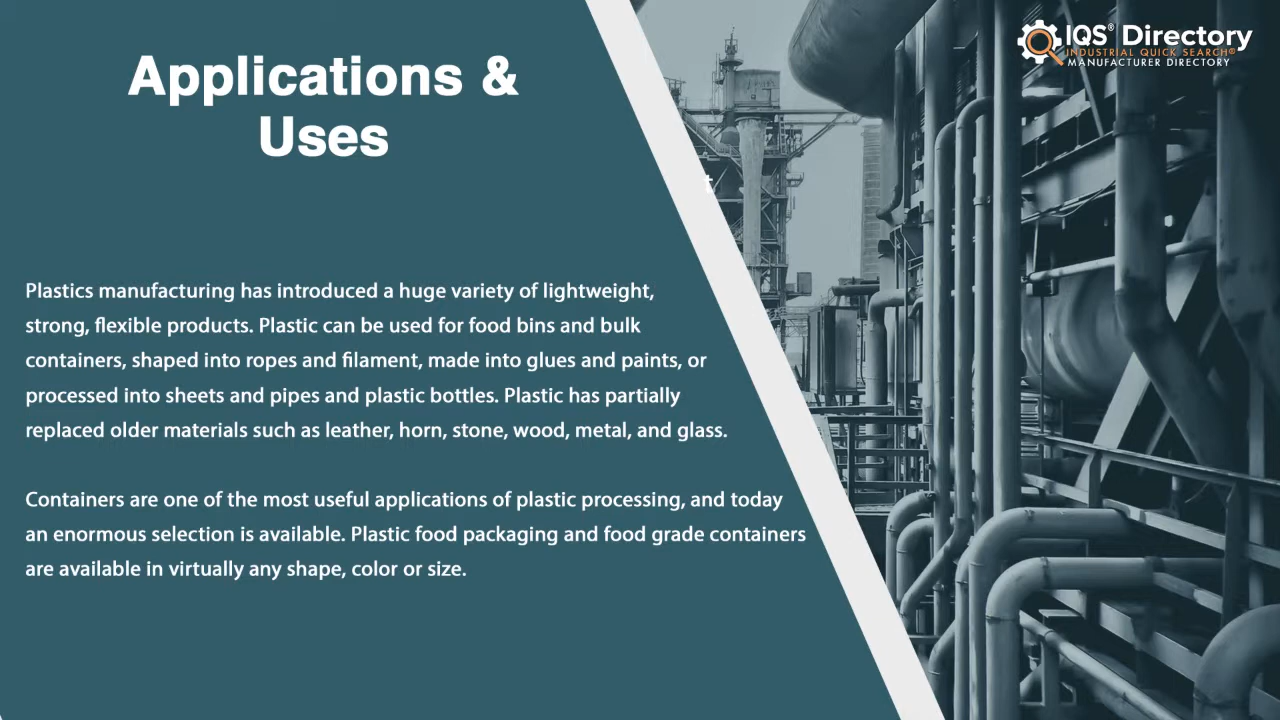 Applications &
Uses
IQS® Directory
INDUSTRIAL QUICK SEARCH®
MANUFACTURER DIRECTORY
t
Plastics manufacturing has introduced a huge variety of lightweight,
strong, flexible products. Plastic can be used for food bins and bulk
containers, shaped into ropes and filament, made into glues and paints, or
processed into sheets and pipes and plastic bottles. Plastic has partially
replaced older materials such as leather, horn, stone, wood, metal, and glass.
Containers are one of the most useful applications of plastic processing, and today
an enormous selection is available. Plastic food packaging and food grade containers
are available in virtually any shape, color or size.